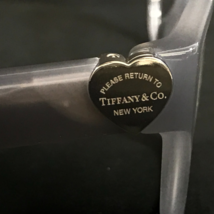 PLEASE RETURN TO
TIFFANY & CO.
NEW YORK